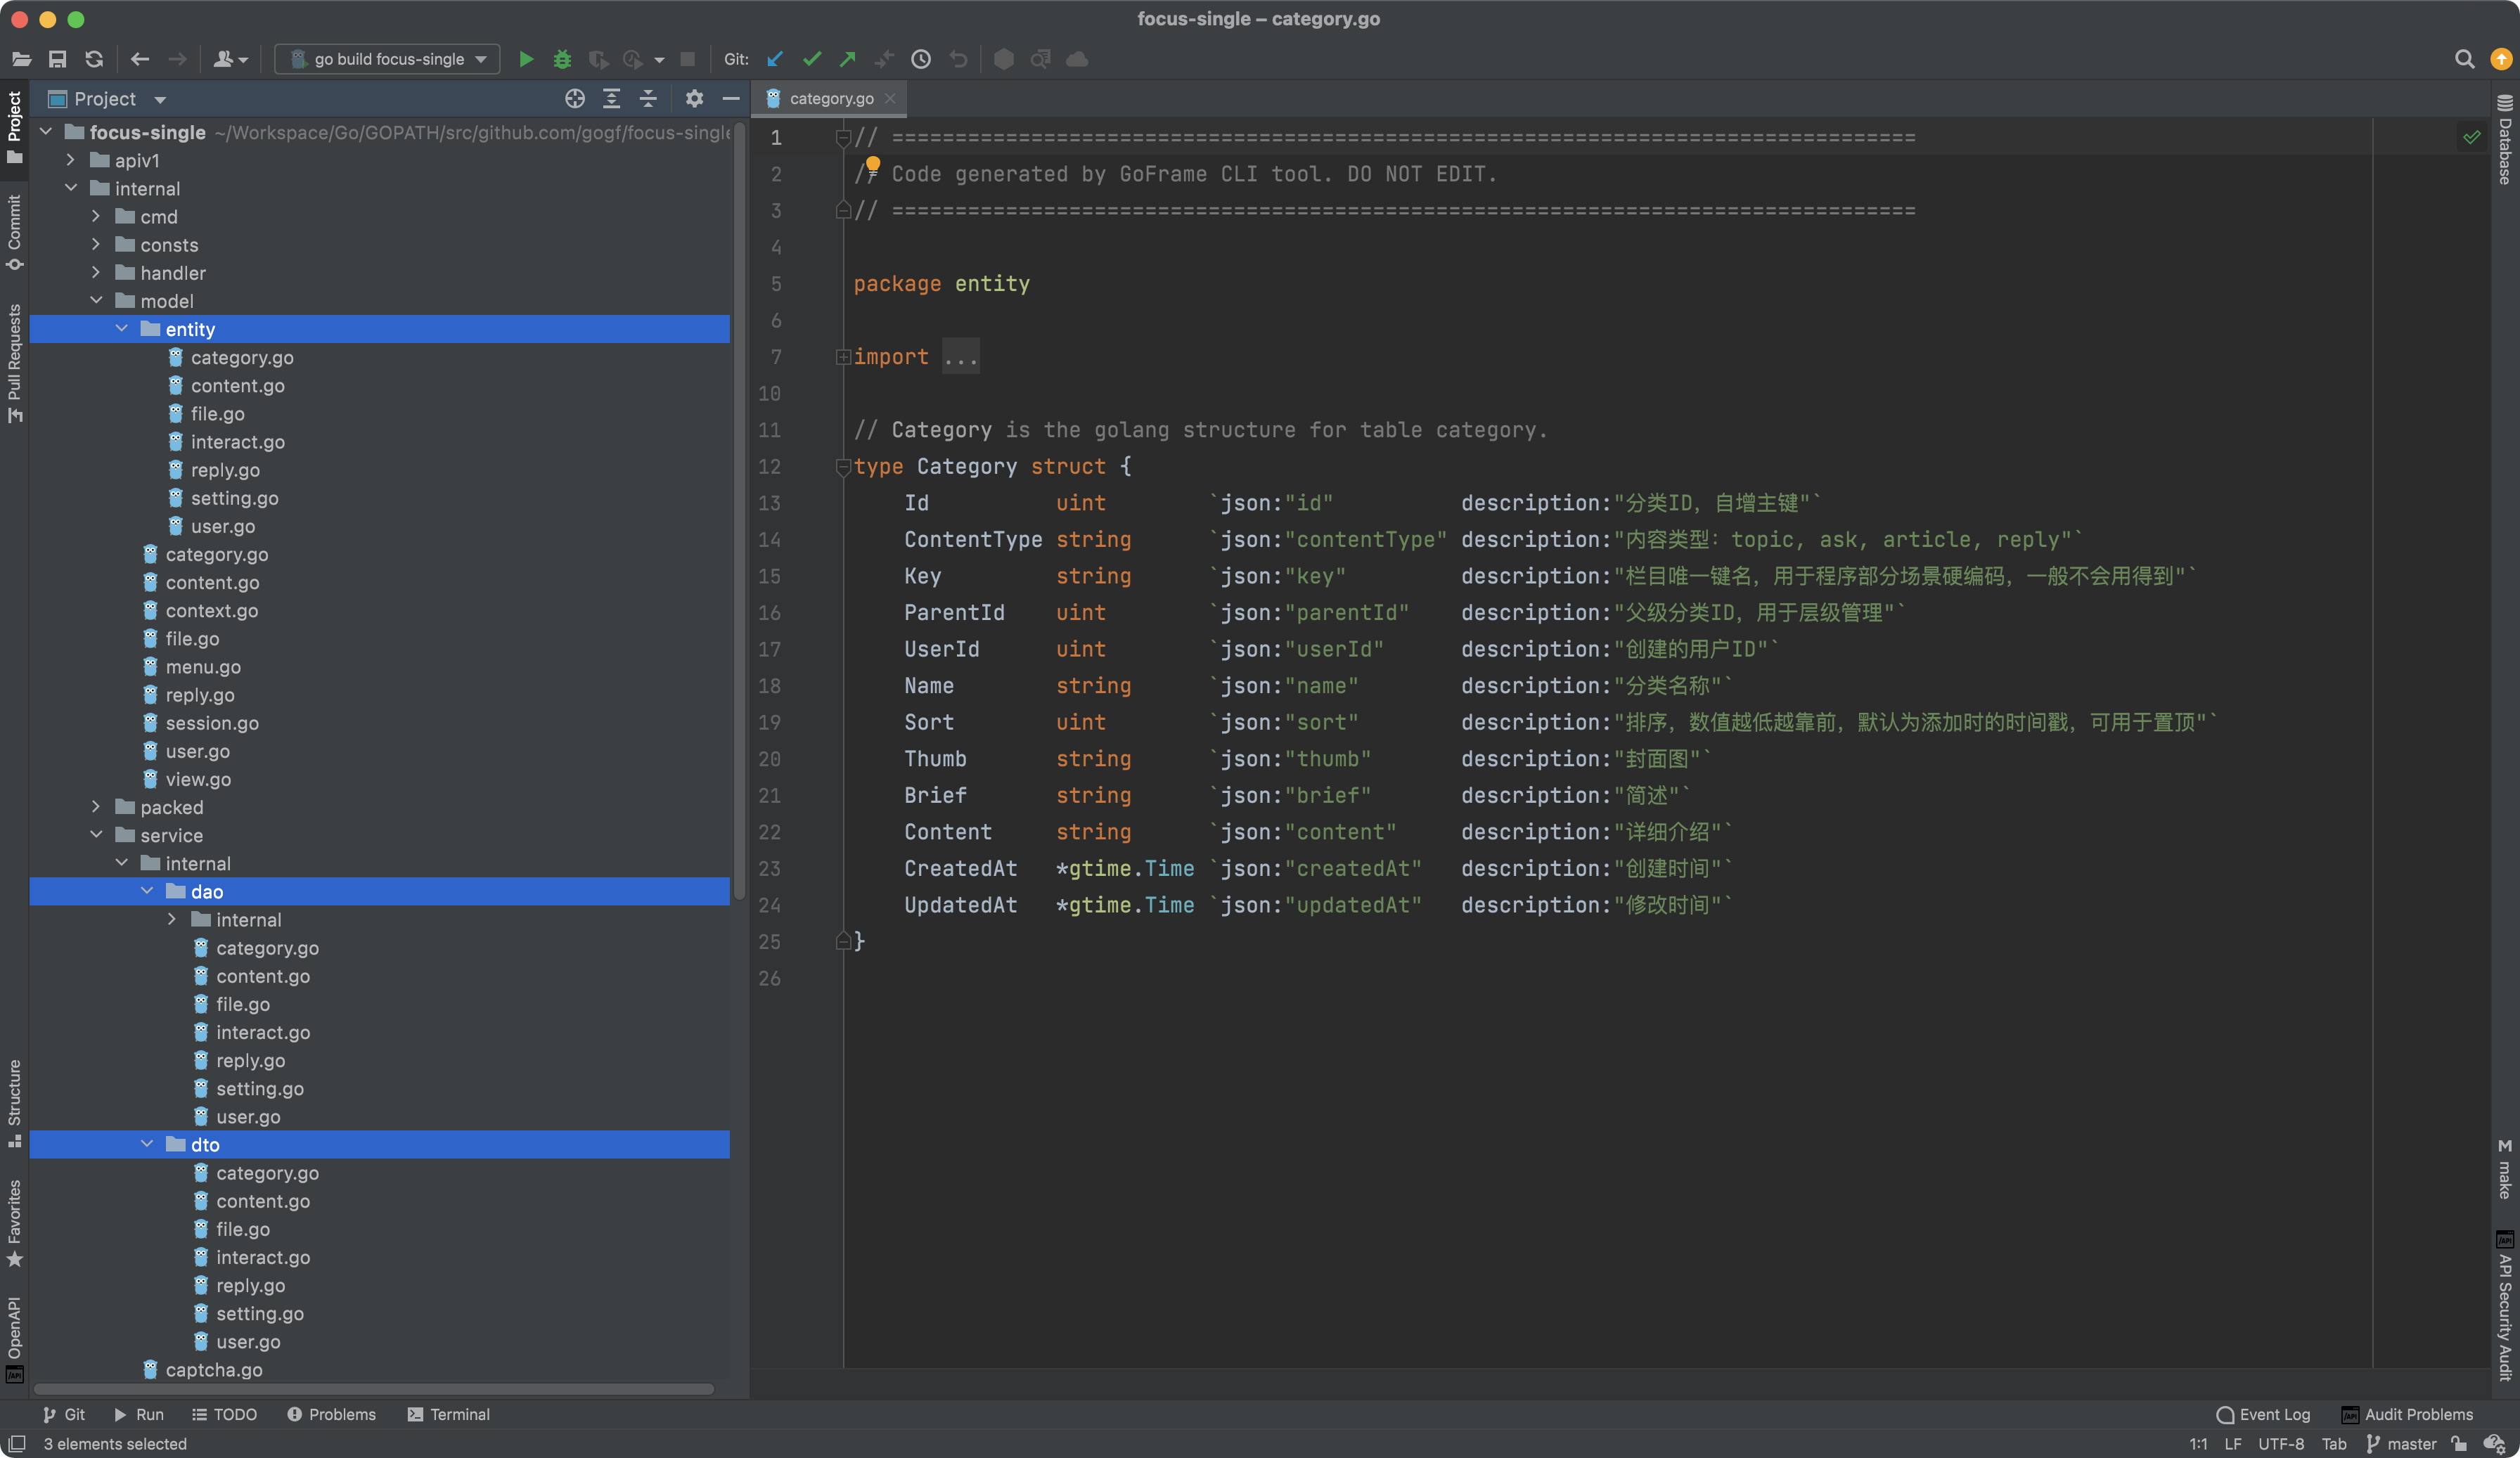 focus-single – category.go
go build focus-single
Git:
Project
category.go
Project
Commit
Pull Requests
Structure
Favorites
OpenAPI
focus-single ~/Workspace/Go/GOPATH/src/github.com/gogf/focus-single
apiv1
internal
cmd
consts
handler
model
entity
category.go
content.go
file.go
interact.go
reply.go
setting.go
user.go
category.go
content.go
context.go
file.go
menu.go
reply.go
session.go
user.go
view.go
packed
service
internal
dao
internal
category.go
content.go
file.go
interact.go
reply.go
setting.go
user.go
dto
category.go
content.go
file.go
interact.go
reply.go
setting.go
user.go
captcha.go
1 // =================================================================================
2 // Code generated by GoFrame CLI tool. DO NOT EDIT.
3 // =================================================================================
4
5 package entity
6
7 import ...
10
11 // Category is the golang structure for table category.
12 type Category struct {
13 Id uint `json:"id" description:"分类ID，自增主键"`
14 ContentType string `json:"contentType" description:"内容类型：topic, ask, article, reply"`
15 Key string `json:"key" description:"栏目唯一键名，用于程序部分场景硬编码，一般不会用得到"`
16 ParentId uint `json:"parentId" description:"父级分类ID，用于层级管理"`
17 UserId uint `json:"userId" description:"创建的用户ID"`
18 Name string `json:"name" description:"分类名称"`
19 Sort uint `json:"sort" description:"排序，数值越低越靠前，默认为添加时的时间戳，可用于置顶"`
20 Thumb string `json:"thumb" description:"封面图"`
21 Brief string `json:"brief" description:"简述"`
22 Content string `json:"content" description:"详细介绍"`
23 CreatedAt *gtime.Time `json:"createdAt" description:"创建时间"`
24 UpdatedAt *gtime.Time `json:"updatedAt" description:"修改时间"`
25 }
26
Database
make
API Security Audit
Git Run TODO Problems Terminal
Event Log Audit Problems
3 elements selected
1:1 LF UTF-8 Tab master